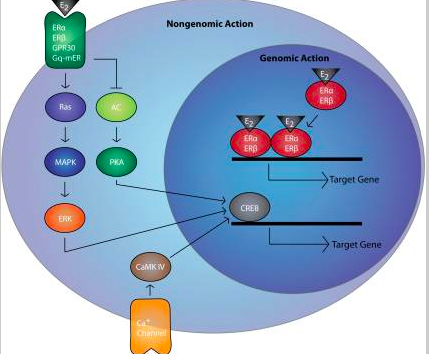 E2
ERα
ERβ
GPR30
Gq-mER
Nongenomic Action
Genomic Action
E2
ERα
ERβ
Ras
AC
E2
E2
ERα
ERβ
ERα
ERβ
MAPK
PKA
Target Gene
ERK
CREB
Target Gene
CaMK IV
Ca+
Channel